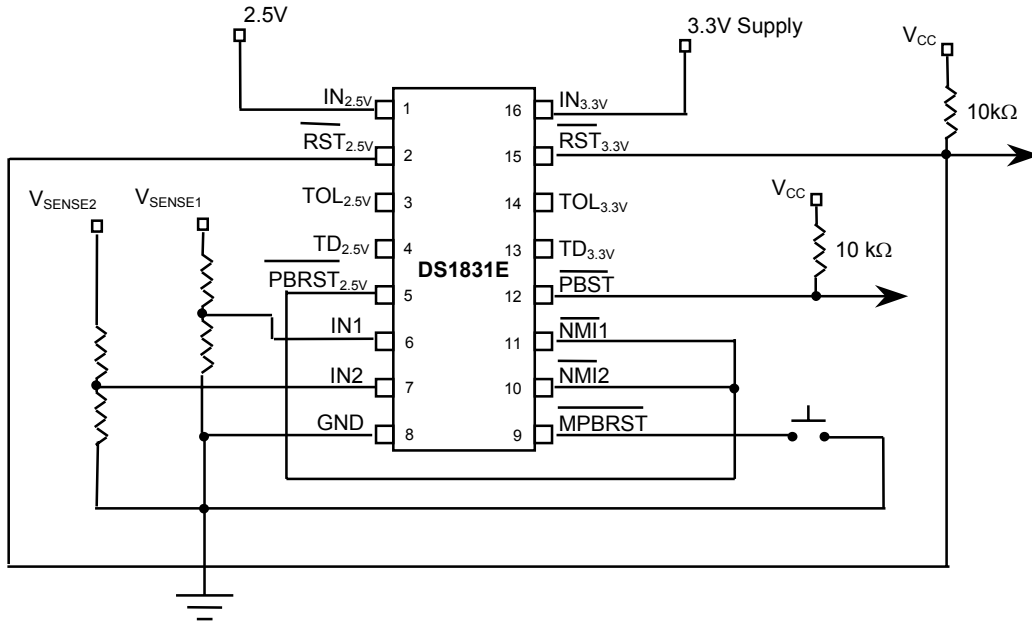 2.5V
3.3V Supply
VCC
IN2.5V
1
16
IN3.3V
10kΩ
RST2.5V
2
15
RST3.3V
VSENSE2
VSENSE1
TOL2.5V
3
14
TOL3.3V
VCC
TD2.5V
4
13
TD3.3V
10 kΩ
DS1831E
PBRST2.5V
5
12
PBST
IN1
6
11
NMI1
IN2
7
10
NMI2
GND
8
9
MPBRST